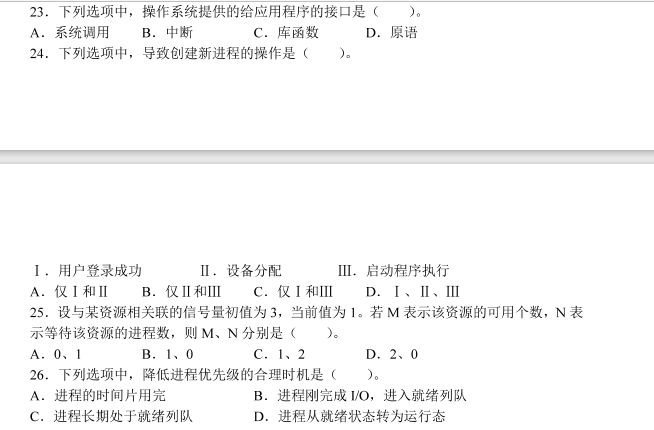 23．下列选项中，操作系统提供的给应用程序的接口是（　　）。
A．系统调用　B．中断　C．库函数　D．原语
24．下列选项中，导致创建新进程的操作是（　　）。
Ⅰ．用户登录成功　Ⅱ．设备分配　Ⅲ．启动程序执行
A．仅Ⅰ和Ⅱ　B．仅Ⅱ和Ⅲ　C．仅Ⅰ和Ⅲ　D．Ⅰ、Ⅱ、Ⅲ
25．设与某资源相关联的信号量初值为 3，当前值为 1。若 M 表示该资源的可用个数，N 表
示等待该资源的进程数，则 M、N 分别是（　　）。
A．0、1　B．1、0　C．1、2　D．2、0
26．下列选项中，降低进程优先级的合理时机是（　　）。
A．进程的时间片用完　B．进程刚完成 I/O，进入就绪列队
C．进程长期处于就绪列队　D．进程从就绪状态转为运行态